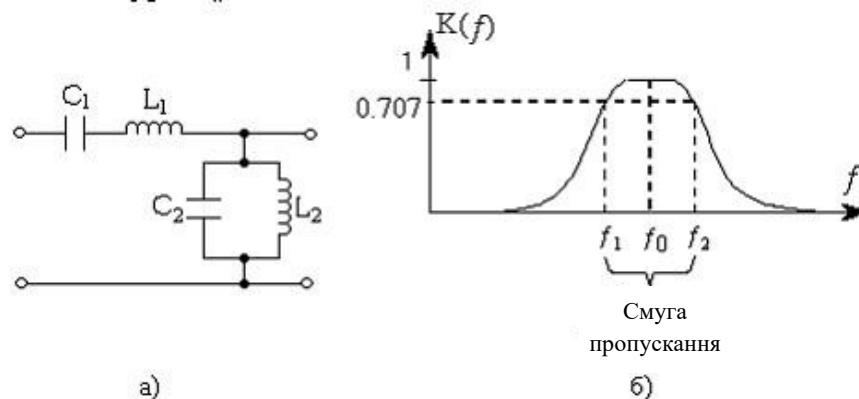 C₁ L₁
C₂ L₂
а)
K(f)
1
0.707
f
f₁ f₀ f₂
Смуга
пропускання
б)